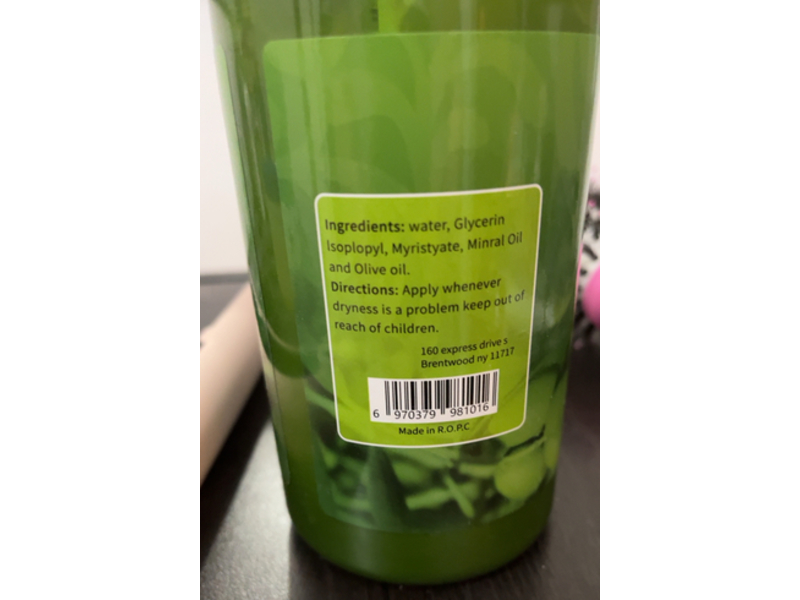 Ingredients: water, Glycerin
Isoplopyl, Myristyate, Minral Oil
and Olive oil.
Directions: Apply whenever
dryness is a problem keep out of
reach of children.
160 express drive s
Brentwood ny 11717
6 970379 981016
Made in R.O.P,C